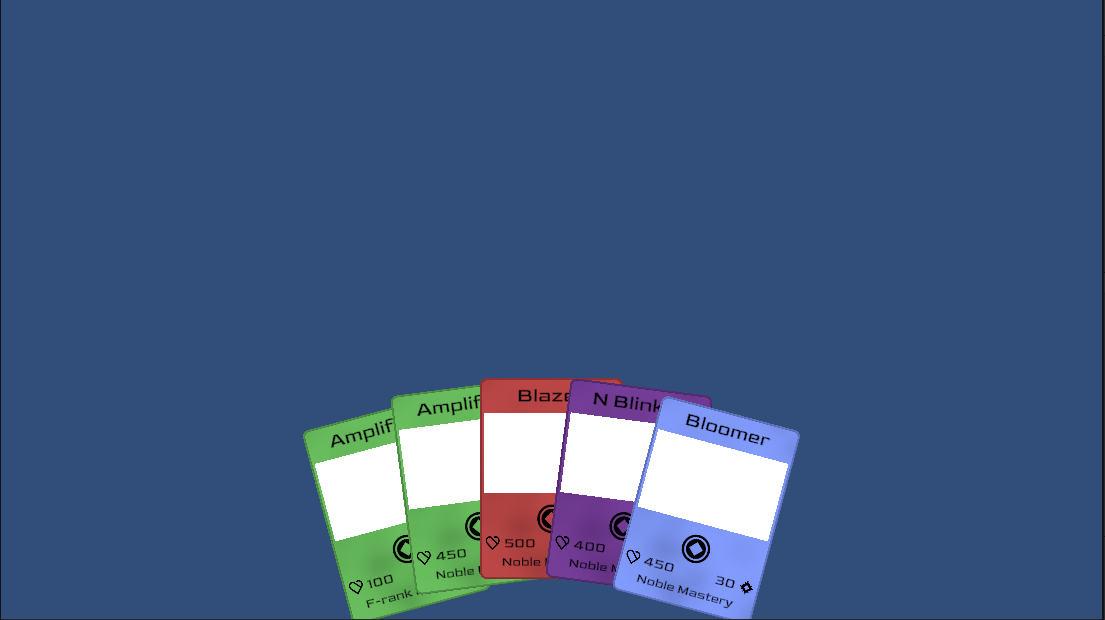 Amplif
100
F-rank
Amplif
450
Noble
Blaze
500
Noble
N Blink
400
Noble
Bloomer
450
30
Noble Mastery